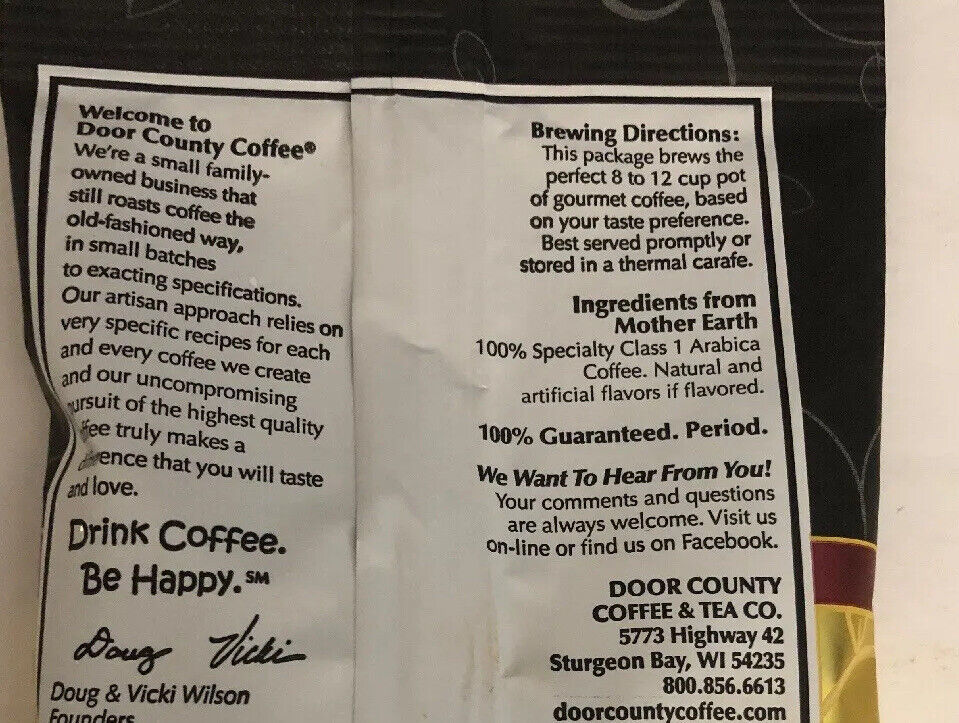 Welcome to
Door County Coffee®
We're a small family-
owned business that
still roasts coffee the
old-fashioned way,
in small batches
to exacting specifications.
Our artisan approach relies on
very specific recipes for each
and every coffee we create
and our uncompromising
pursuit of the highest quality
coffee truly makes a
difference that you will taste
and love.
Drink Coffee.
Be Happy.℠
Doug Vicki
Doug & Vicki Wilson
Founders
Brewing Directions:
This package brews the
perfect 8 to 12 cup pot
of gourmet coffee, based
on your taste preference.
Best served promptly or
stored in a thermal carafe.
Ingredients from
Mother Earth
100% Specialty Class 1 Arabica
Coffee. Natural and
artificial flavors if flavored.
100% Guaranteed. Period.
We Want To Hear From You!
Your comments and questions
are always welcome. Visit us
on-line or find us on Facebook.
DOOR COUNTY
COFFEE & TEA CO.
5773 Highway 42
Sturgeon Bay, WI 54235
800.856.6613
doorcountycoffee.com